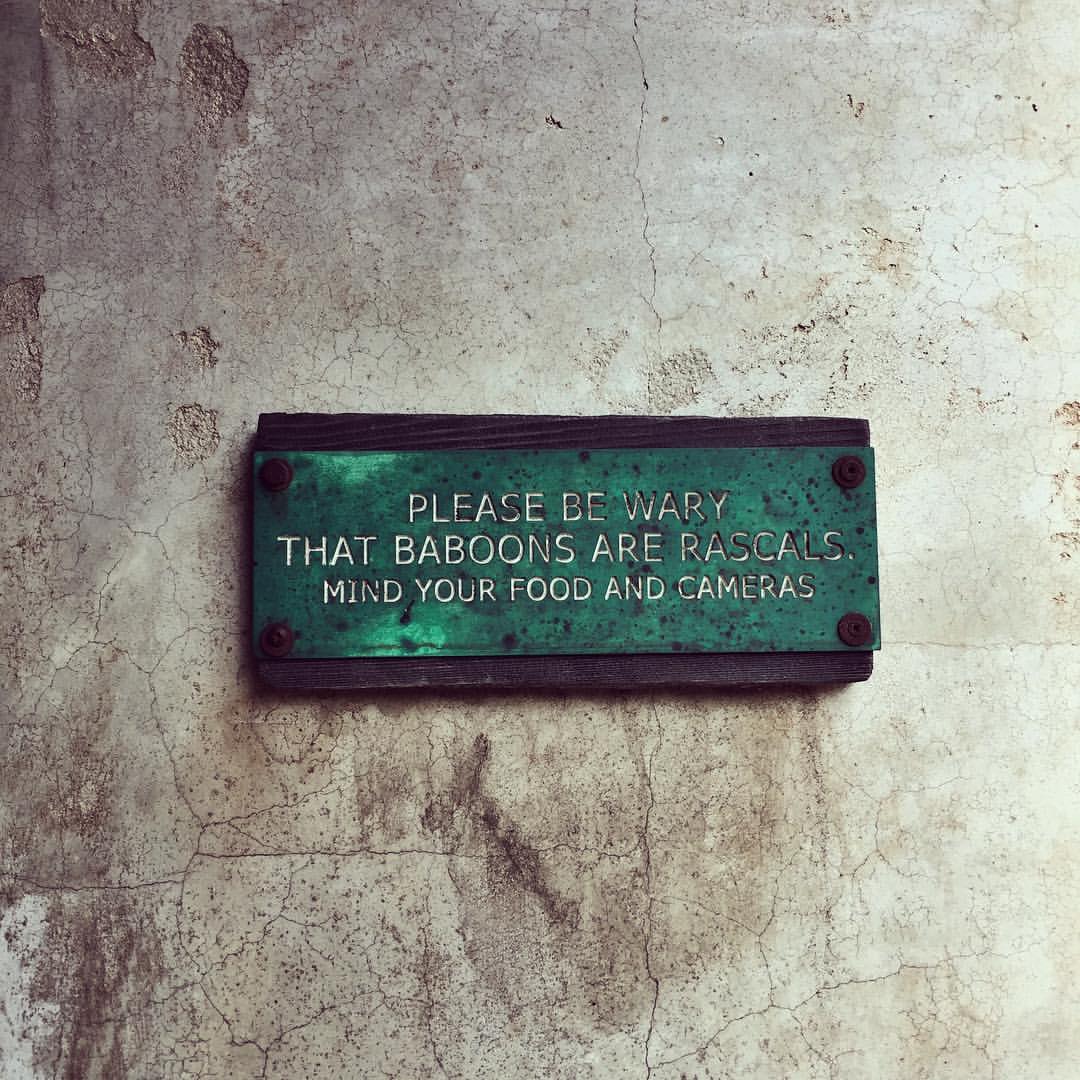 PLEASE BE WARY
THAT BABOONS ARE RASCALS.
MIND YOUR FOOD AND CAMERAS